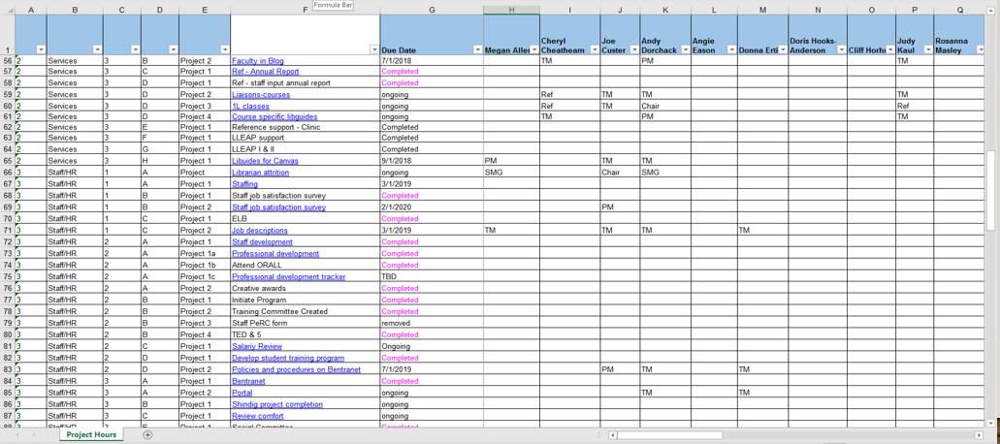 Formula Bar
A B C D E F G H I J K L M N O P Q
1 Due Date Megan Aller Cheryl Cheatheam Joe Custer Andy Dorchack Angie Eason Donna Erti Doris Hooks-Anderson Cliff Horhn Judy Kaul Rosanna Masley
56 2 Services 3 B Project 2 Faculty in Blog 7/1/2018 TM PM TM
57 2 Services 3 C Project 1 Ref - Annual Report Completed
58 2 Services 3 D Project 1 Ref - staff input annual report Completed
59 2 Services 3 D Project 2 Liaisons-courses ongoing Ref TM TM TM
60 2 Services 3 D Project 3 1L classes ongoing Ref TM Chair Ref
61 2 Services 3 D Project 4 Course specific libguides ongoing TM PM TM
62 2 Services 3 E Project 1 Reference support - Clinic Completed
63 2 Services 3 F Project 1 LLEAP support Completed
64 2 Services 3 G Project 1 LLEAP I & II Completed
65 2 Services 3 H Project 1 Libuides for Canvas 9/1/2018 PM TM TM
66 3 Staff/HR 1 A Project Librarian attrition ongoing SMG Chair SMG
67 3 Staff/HR 1 A Project 1 Staffing 3/1/2019
68 3 Staff/HR 1 B Project 1 Staff job satisfaction survey Completed
69 3 Staff/HR 1 B Project 2 Staff job satisfaction survey 2/1/2020 PM
70 3 Staff/HR 1 C Project 1 ELB Completed
71 3 Staff/HR 1 C Project 2 Job descriptions 3/1/2019 TM TM TM TM
72 3 Staff/HR 2 A Project 1 Staff development Completed
73 3 Staff/HR 2 A Project 1a Professional development Completed
74 3 Staff/HR 2 A Project 1b Attend ORALL Completed
75 3 Staff/HR 2 A Project 1c Professional development tracker TBD
76 3 Staff/HR 2 A Project 2 Creative awards Completed
77 3 Staff/HR 2 B Project 1 Initiate Program Completed
78 3 Staff/HR 2 B Project 2 Training Committee Created Completed
79 3 Staff/HR 2 B Project 3 Staff PeRC form removed
80 3 Staff/HR 2 B Project 4 TED & 5 Completed
81 3 Staff/HR 2 C Project 1 Salariy Review Ongoing
82 3 Staff/HR 2 D Project 1 Develop student training program Completed
83 3 Staff/HR 2 D Project 2 Policies and procedures on Bentranet 7/1/2019 PM TM TM
84 3 Staff/HR 3 A Project 1 Bentranet Completed
85 3 Staff/HR 3 A Project 2 Portal ongoing TM TM
86 3 Staff/HR 3 B Project 1 Shindig project completion ongoing
87 3 Staff/HR 3 C Project 1 Review comfort ongoing
Project Hours